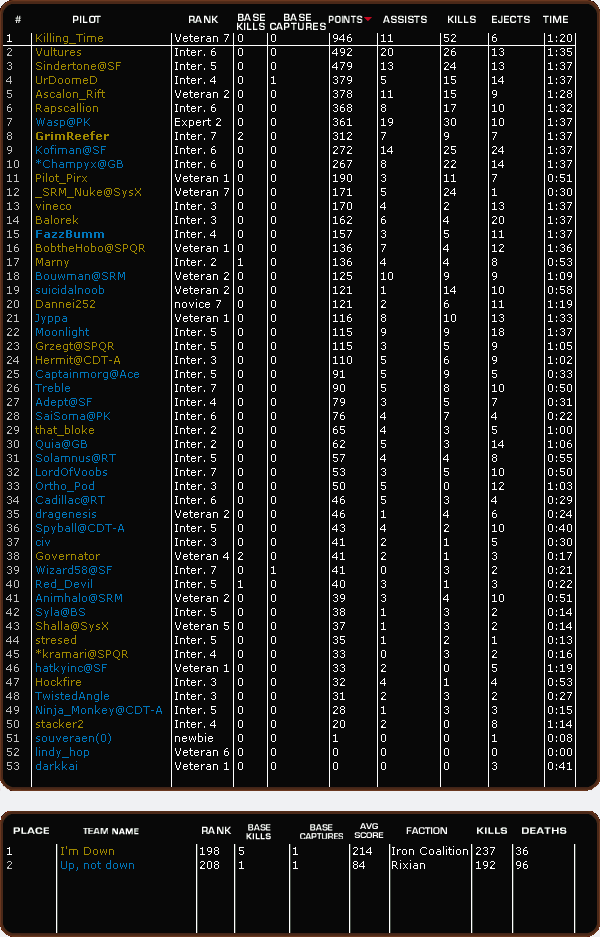 # PILOT RANK BASE KILLS BASE CAPTURES POINTS ASSISTS KILLS EJECTS TIME
1 Killing_Time Veteran 7 0 0 946 11 52 6 1:20
2 Vultures Inter. 6 0 0 492 20 26 13 1:35
3 Sindertone@SF Inter. 5 0 0 479 13 24 13 1:37
4 UrDoomeD Inter. 4 0 1 379 5 15 14 1:37
5 Ascalon_Rift Veteran 2 0 0 378 11 15 9 1:28
6 Rapscallion Inter. 6 0 0 368 8 17 10 1:32
7 Wasp@PK Expert 2 0 0 361 19 30 10 1:37
8 GrimReefer Inter. 7 2 0 312 7 9 7 1:37
9 Kofiman@SF Inter. 6 0 0 272 14 25 24 1:37
10 *Champyx@GB Inter. 6 0 0 267 8 22 14 1:37
11 Pilot_Pirx Veteran 1 0 0 190 3 11 7 0:51
12 _SRM_Nuke@SysX Veteran 7 0 0 171 5 24 1 0:30
13 vineco Inter. 3 0 0 170 4 2 13 1:37
14 Balorek Inter. 3 0 0 162 6 4 20 1:37
15 FazzBumm Inter. 4 0 0 157 3 5 11 1:37
16 BobtheHobo@SPQR Veteran 1 0 0 136 7 4 12 1:36
17 Marny Inter. 2 1 0 136 4 4 8 0:53
18 Bouwman@SRM Veteran 2 0 0 125 10 9 9 1:09
19 suicidalnoob Veteran 2 0 0 121 1 14 10 0:58
20 Dannei252 novice 7 0 0 121 2 6 11 1:19
21 Jyppa Veteran 1 0 0 116 8 10 13 1:33
22 Moonlight Inter. 5 0 0 115 9 9 18 1:37
23 Grzegt@SPQR Inter. 5 0 0 115 3 5 9 1:05
24 Hermit@CDT-A Inter. 3 0 0 110 5 6 9 1:02
25 Captainmorg@Ace Inter. 5 0 0 91 5 9 5 0:33
26 Treble Inter. 7 0 0 90 5 8 10 0:50
27 Adept@SF Inter. 4 0 0 79 3 5 7 0:31
28 SaiSoma@PK Inter. 6 0 0 76 4 7 4 0:22
29 that_bloke Inter. 2 0 0 65 4 3 5 1:00
30 Quia@GB Inter. 2 0 0 62 5 3 14 1:06
31 Solamnus@RT Inter. 5 0 0 57 4 4 8 0:55
32 LordOfVoobs Inter. 7 0 0 53 3 5 10 0:50
33 Ortho_Pod Inter. 3 0 0 50 5 0 12 1:03
34 Cadillac@RT Inter. 6 0 0 46 5 3 4 0:29
35 dragenesis Veteran 2 0 0 46 1 4 6 0:24
36 Spyball@CDT-A Inter. 5 0 0 43 4 2 10 0:40
37 civ Inter. 3 0 0 41 2 1 5 0:30
38 Governator Veteran 4 2 0 41 2 1 3 0:17
39 Wizard58@SF Inter. 7 0 1 41 0 3 2 0:21
40 Red_Devil Inter. 5 1 0 40 3 1 3 0:22
41 Animhalo@SRM Veteran 2 0 0 39 3 4 10 0:51
42 Syla@BS Inter. 5 0 0 38 1 3 2 0:14
43 Shalla@SysX Veteran 5 0 0 37 1 3 2 0:14
44 stresed Inter. 5 0 0 35 1 2 1 0:13
45 *kramari@SPQR Inter. 4 0 0 33 0 3 2 0:16
46 hatkyinc@SF Veteran 1 0 0 33 2 0 5 1:19
47 Hockfire Inter. 3 0 0 32 4 1 4 0:53
48 TwistedAngle Inter. 3 0 0 31 2 3 2 0:27
49 Ninja_Monkey@CDT-A Inter. 5 0 0 28 1 3 3 0:15
50 stacker2 Inter. 4 0 0 20 2 0 8 1:14
51 souveraen(0) newbie 0 0 1 0 0 1 0:08
52 lindy_hop Veteran 6 0 0 0 0 0 0 0:00
53 darkkai Veteran 1 0 0 0 0 0 3 0:41
PLACE TEAM NAME RANK BASE KILLS BASE CAPTURES AVG SCORE FACTION KILLS DEATHS
1 I'm Down 198 5 1 214 Iron Coalition 237 36
2 Up, not down 208 1 1 84 Rixian 192 96